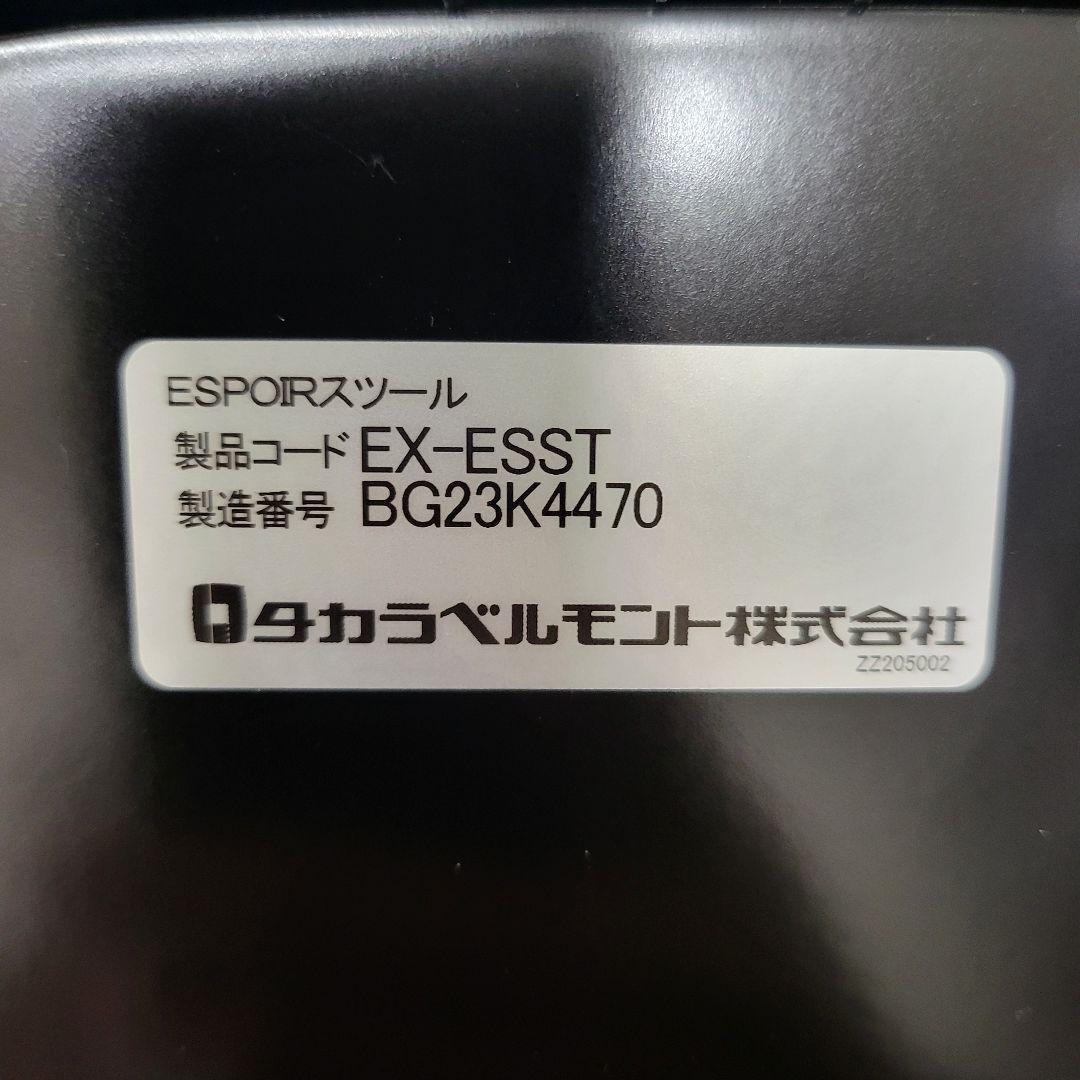 ESPOIRスツール
製品コード EX-ESST
製造番号 BG23K4470
タカラベルモント株式会社
ZZ205002